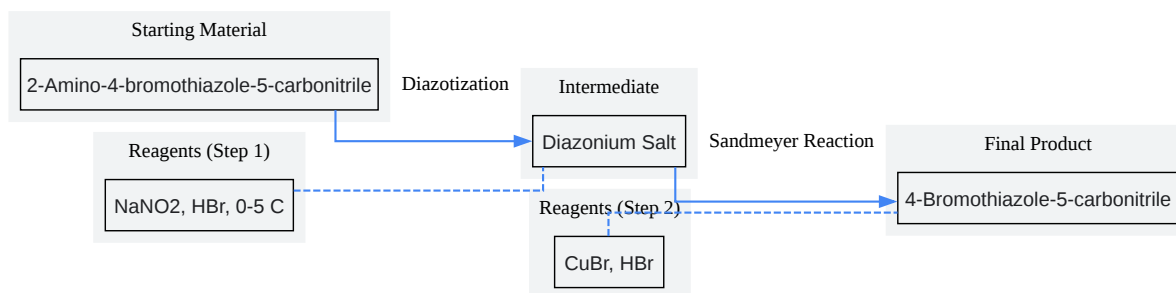 Starting Material
2-Amino-4-bromothiazole-5-carbonitrile
Diazotization
Intermediate
Diazonium Salt
Reagents (Step 1)
NaNO2, HBr, 0-5 C
Sandmeyer Reaction
Reagents (Step 2)
CuBr, HBr
Final Product
4-Bromothiazole-5-carbonitrile